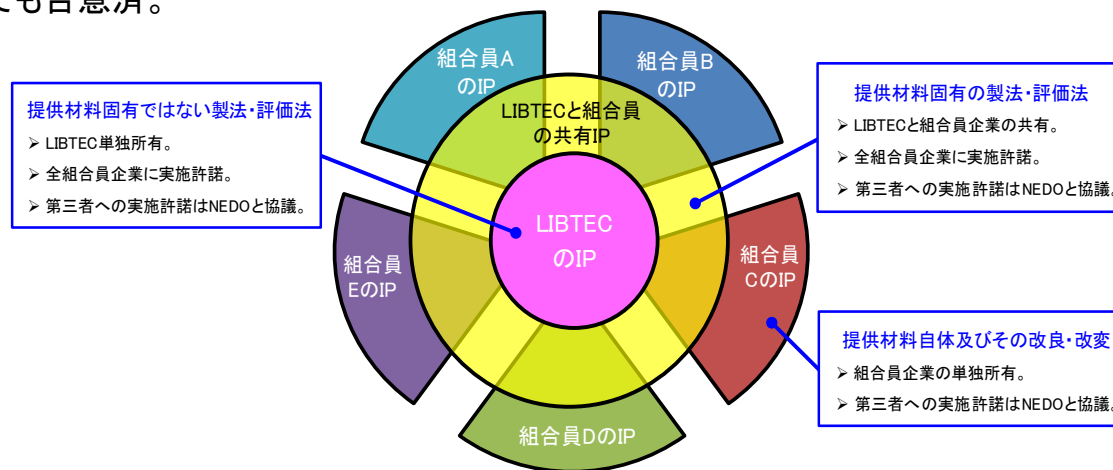 ても合意済。
組合員A
のIP
組合員B
のIP
LIBTECと組合員
の共有IP
LIBTEC
のIP
組合員
EのIP
組合員
CのIP
組合員DのIP
提供材料固有ではない製法・評価法
➢ LIBTEC単独所有。
➢ 全組合員企業に実施許諾。
➢ 第三者への実施許諾はNEDOと協議。
提供材料固有の製法・評価法
➢ LIBTECと組合員企業の共有。
➢ 全組合員企業に実施許諾。
➢ 第三者への実施許諾はNEDOと協議。
提供材料自体及びその改良・改変
➢ 組合員企業の単独所有。
➢ 第三者への実施許諾はNEDOと協議。